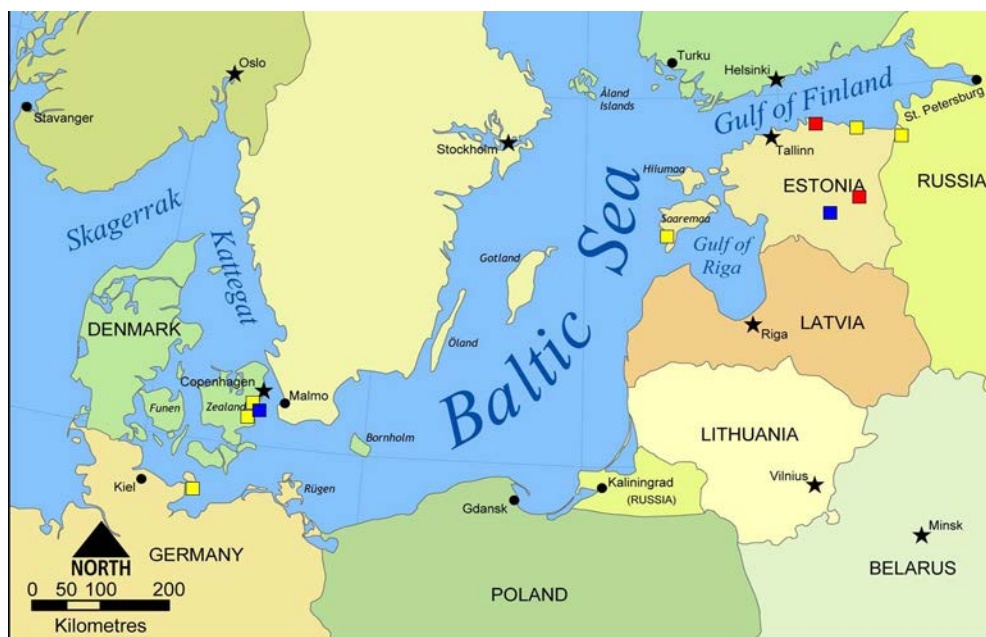 Oslo
Stavanger
Turku
Helsinki
Åland
Islands
Gulf of Finland
St. Petersburg
Stockholm
Tallinn
Hiiumaa
ESTONIA
RUSSIA
Skagerrak
Kattegat
Saaremaa
Gulf of
Riga
Gotland
Baltic Sea
DENMARK
Öland
Riga
LATVIA
Copenhagen
Malmo
Funen
Zealand
Bornholm
LITHUANIA
Vilnius
Kiel
Rügen
Gdansk
Kaliningrad
(RUSSIA)
Minsk
NORTH
GERMANY
POLAND
BELARUS
0 50 100 200
Kilometres